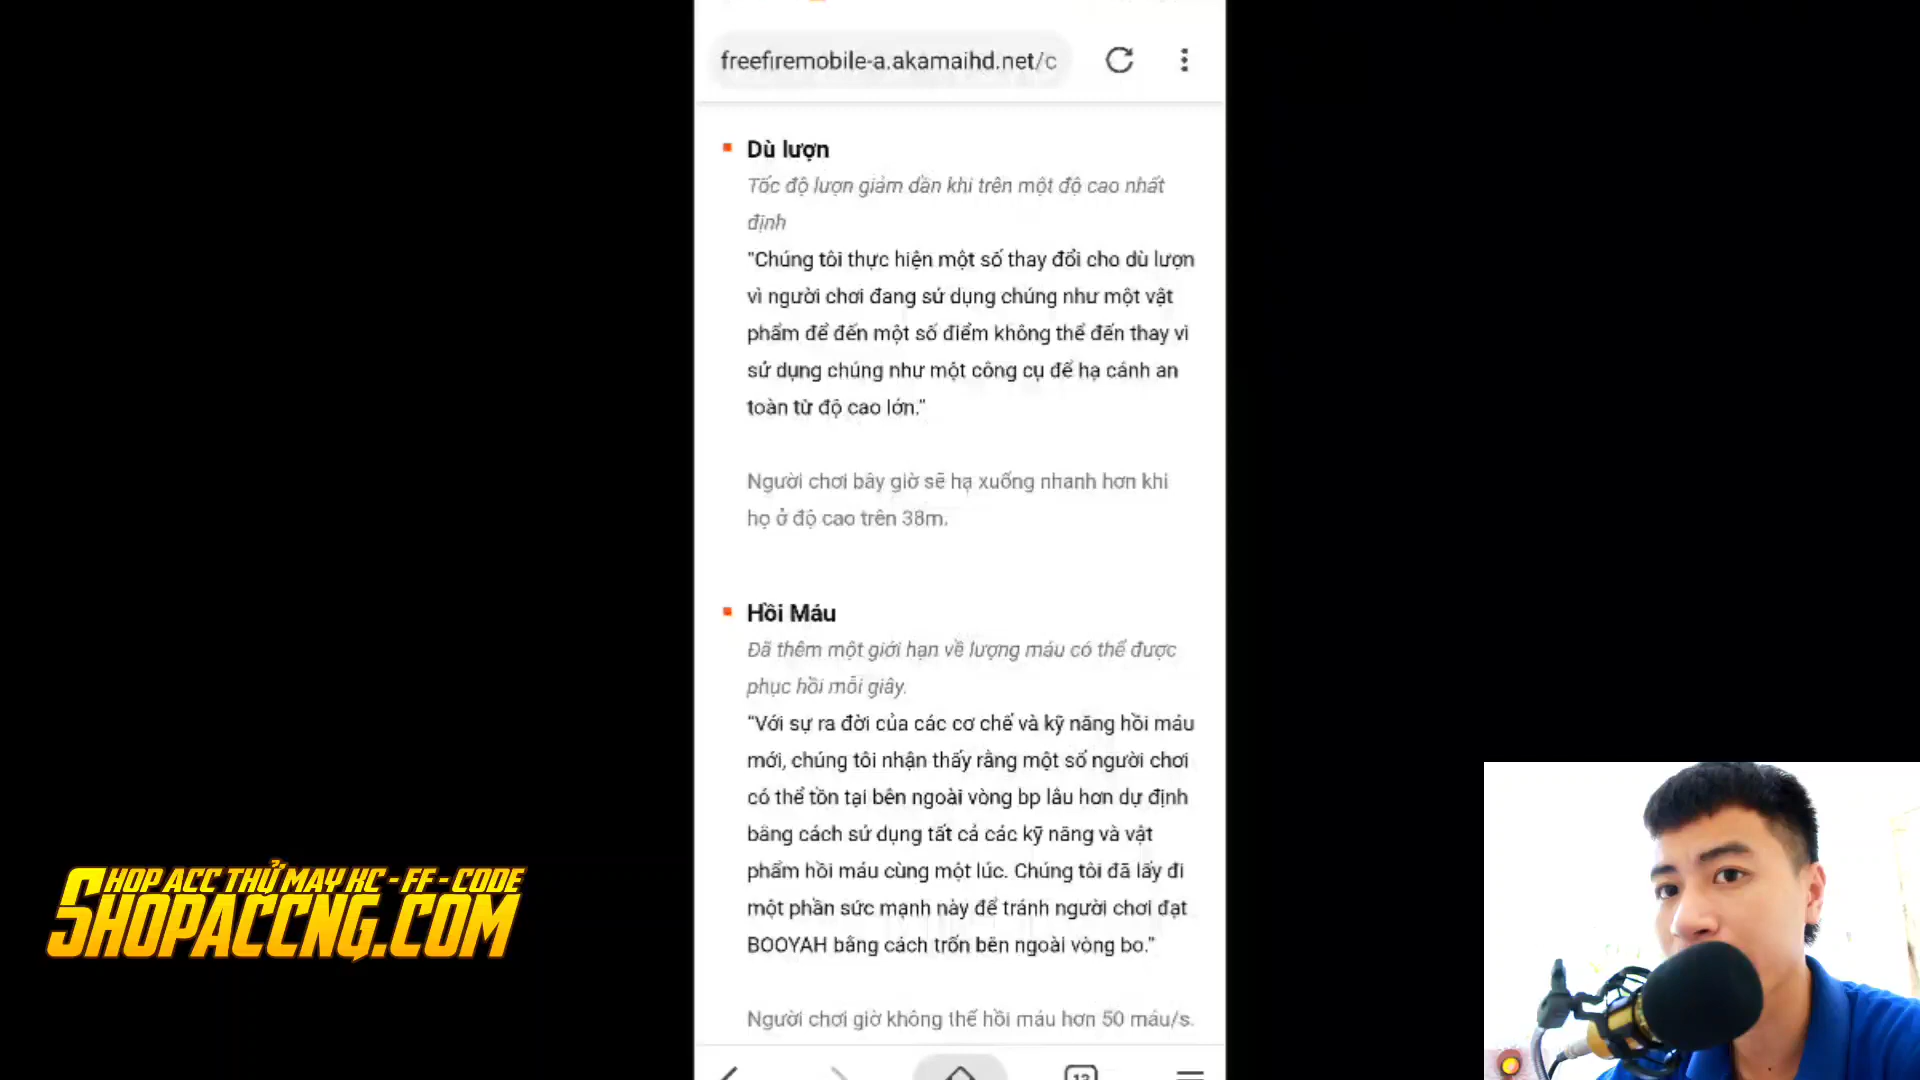 freefiremobile-a.akamaihd.net/c
Dù lượn
Tốc độ lượn giảm dần khi trên một độ cao nhất
định
"Chúng tôi thực hiện một số thay đổi cho dù lượn
vì người chơi đang sử dụng chúng như một vật
phẩm để đến một số điểm không thể đến thay vì
sử dụng chúng như một công cụ để hạ cánh an
toàn từ độ cao lớn."
Người chơi bây giờ sẽ hạ xuống nhanh hơn khi
họ ở độ cao trên 38m.
Hồi Máu
Đã thêm một giới hạn về lượng máu có thể được
phục hồi mỗi giây.
"Với sự ra đời của các cơ chế và kỹ năng hồi máu
mới, chúng tôi nhận thấy rằng một số người chơi
có thể tồn tại bên ngoài vòng bp lâu hơn dự định
bằng cách sử dụng tất cả các kỹ năng và vật
phẩm hồi máu cùng một lúc. Chúng tôi đã lấy đi
một phần sức mạnh này để tránh người chơi đạt
BOOYAH bằng cách trốn bên ngoài vòng bo."
Người chơi giờ không thể hồi máu hơn 50 máu/s.
SHOP ACC THỬ MAY KC - FF - CODE
SHOPACCNG.COM